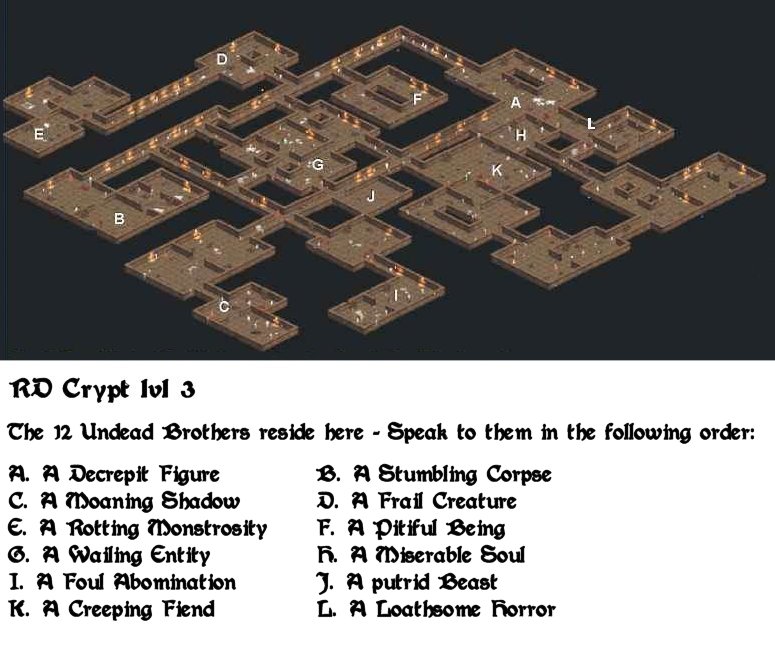 D
A
F
E
L
H
G
K
J
B
I
C
RD Crypt lvl 3
The 12 Undead Brothers reside here - Speak to them in the following order:
A. A Decrepit Figure B. A Stumbling Corpse
C. A Moaning Shadow D. A Frail Creature
E. A Rotting Monstrosity F. A Pitiful Being
G. A Wailing Entity H. A Miserable Soul
I. A Foul Abomination J. A putrid Beast
K. A Creeping Fiend L. A Loathsome Horror